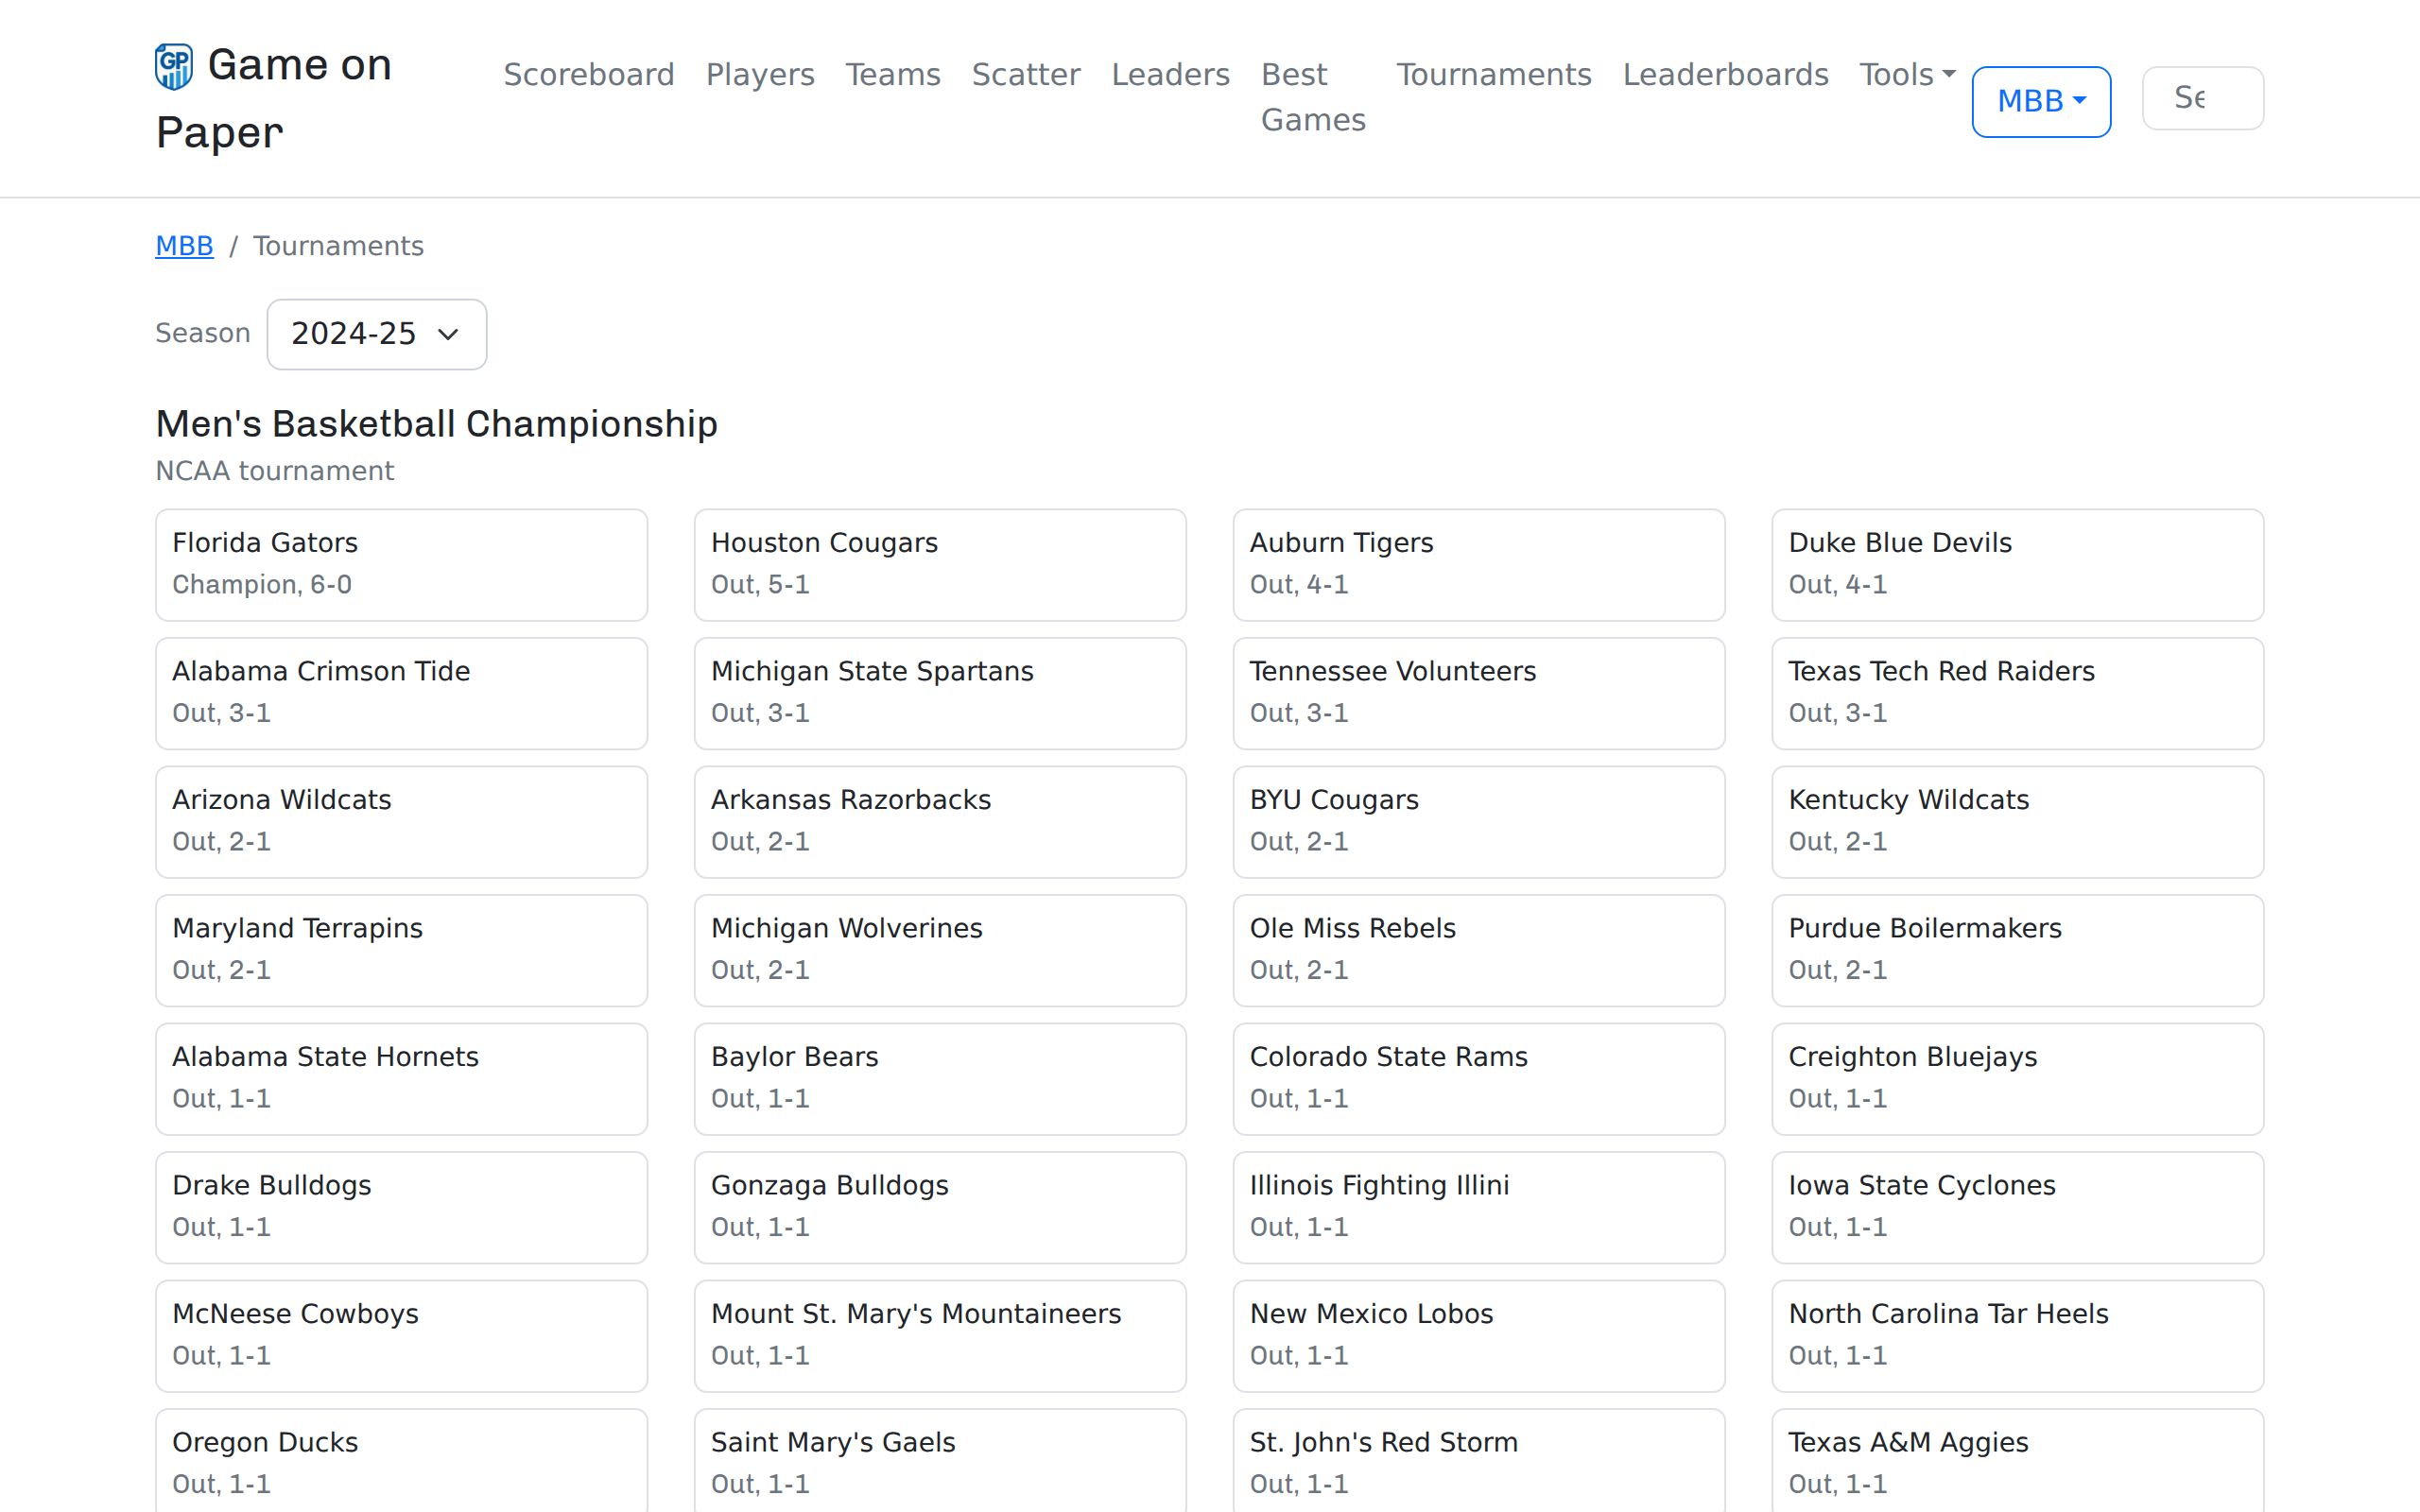 GP Game on
Paper
Scoreboard Players Teams Scatter Leaders Best Tournaments Leaderboards Tools
Games
MBB
Se
MBB / Tournaments
Season 2024-25
Men's Basketball Championship
NCAA tournament
Florida Gators Houston Cougars Auburn Tigers Duke Blue Devils
Champion, 6-0 Out, 5-1 Out, 4-1 Out, 4-1
Alabama Crimson Tide Michigan State Spartans Tennessee Volunteers Texas Tech Red Raiders
Out, 3-1 Out, 3-1 Out, 3-1 Out, 3-1
Arizona Wildcats Arkansas Razorbacks BYU Cougars Kentucky Wildcats
Out, 2-1 Out, 2-1 Out, 2-1 Out, 2-1
Maryland Terrapins Michigan Wolverines Ole Miss Rebels Purdue Boilermakers
Out, 2-1 Out, 2-1 Out, 2-1 Out, 2-1
Alabama State Hornets Baylor Bears Colorado State Rams Creighton Bluejays
Out, 1-1 Out, 1-1 Out, 1-1 Out, 1-1
Drake Bulldogs Gonzaga Bulldogs Illinois Fighting Illini Iowa State Cyclones
Out, 1-1 Out, 1-1 Out, 1-1 Out, 1-1
McNeese Cowboys Mount St. Mary's Mountaineers New Mexico Lobos North Carolina Tar Heels
Out, 1-1 Out, 1-1 Out, 1-1 Out, 1-1
Oregon Ducks Saint Mary's Gaels St. John's Red Storm Texas A&M Aggies
Out, 1-1 Out, 1-1 Out, 1-1 Out, 1-1